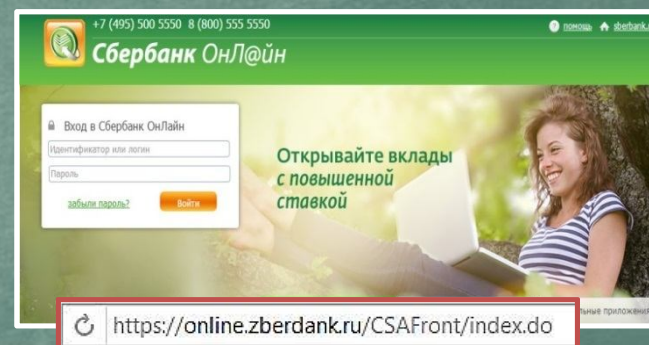 +7 (495) 500 5550 8 (800) 555 5550
помощь sberbank.
Сбербанк ОнЛ@йн
Вход в Сбербанк ОнЛайн
Идентификатор или логин
Пароль
забыли пароль?
Войти
Открывайте вклады
с повышенной
ставкой
приложения
https://online.zberdank.ru/CSAFront/index.do